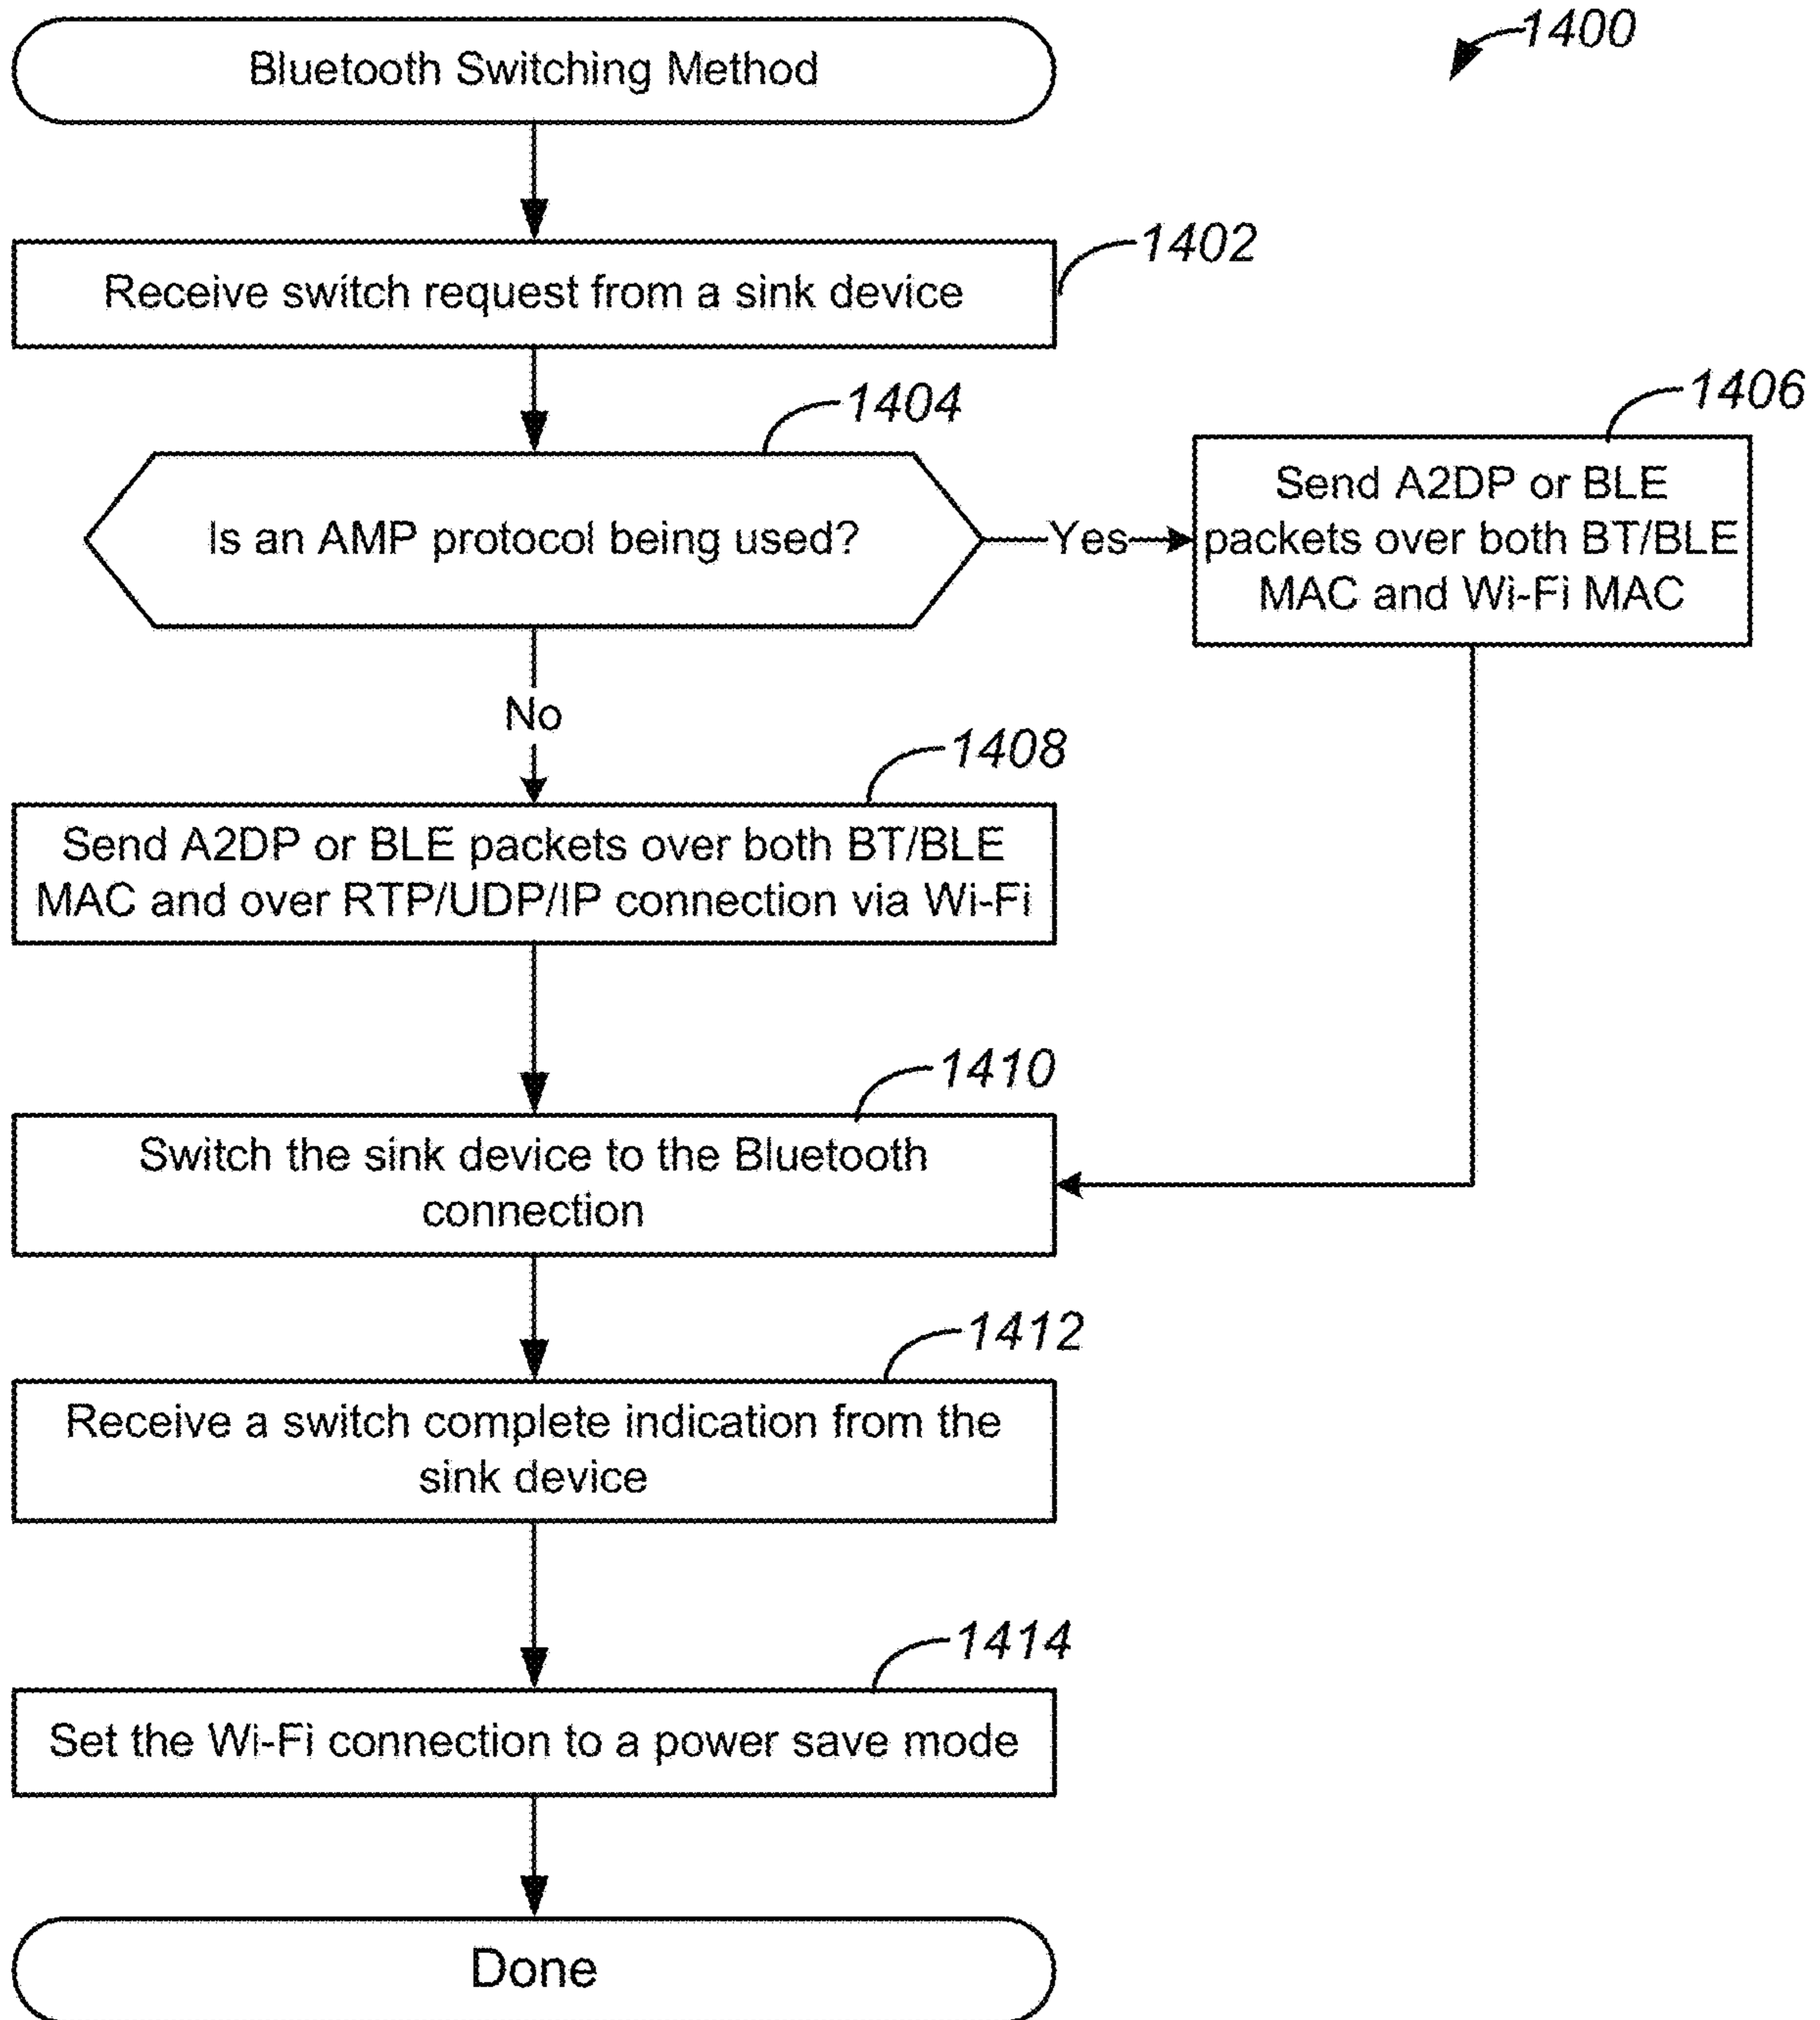 1400
Bluetooth Switching Method
1402
Receive switch request from a sink device
1404
Is an AMP protocol being used?
Yes
1406
Send A2DP or BLE
packets over both BT/BLE
MAC and Wi-Fi MAC
No
1408
Send A2DP or BLE packets over both BT/BLE
MAC and over RTP/UDP/IP connection via Wi-Fi
1410
Switch the sink device to the Bluetooth
connection
1412
Receive a switch complete indication from the
sink device
1414
Set the Wi-Fi connection to a power save mode
Done